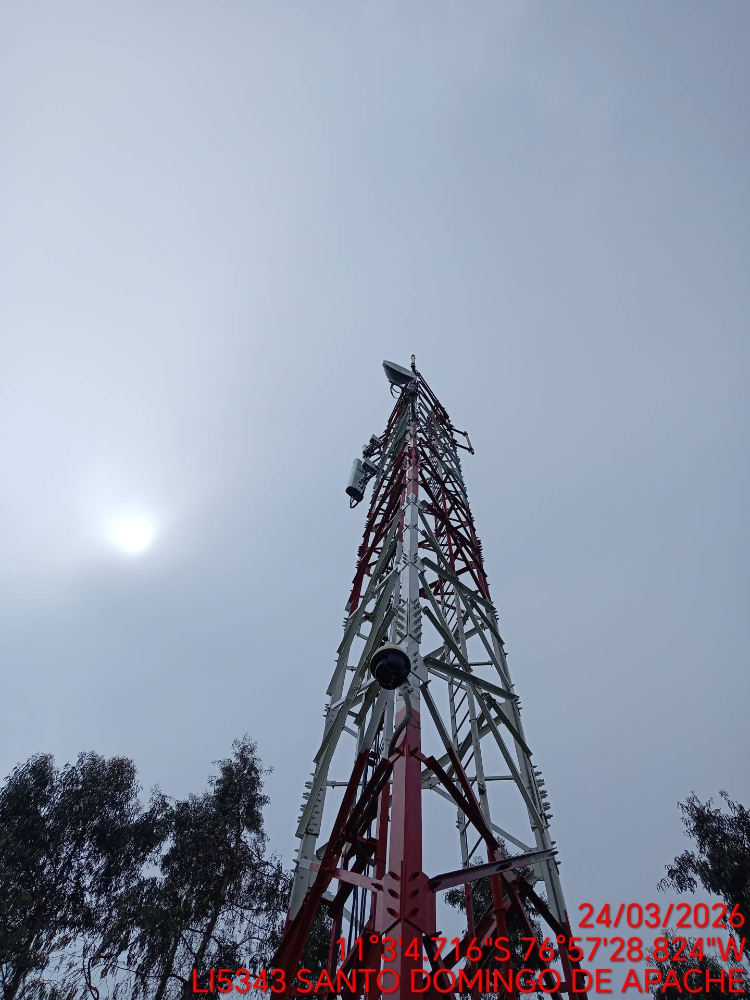 24/03/2026
11°3'4.716"S 76°57'28.824"W
LI5343 SANTO DOMINGO DE APACHE